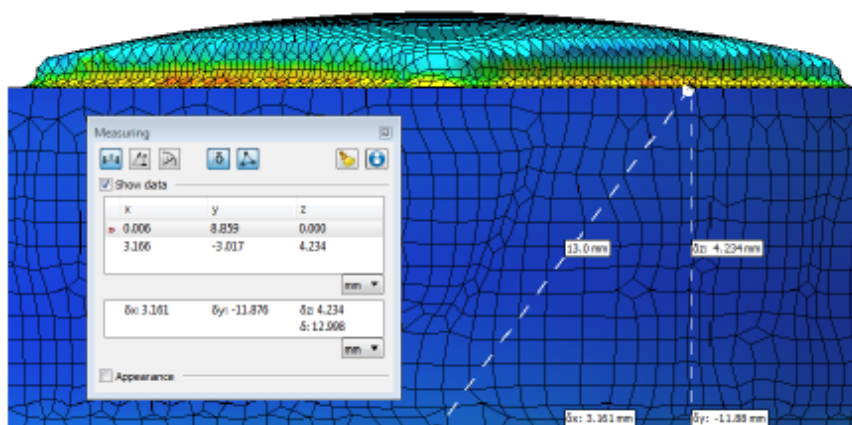 Measuring
δ
Show data
x y z
0.006 8.859 0.000
3.166 -3.017 4.234
mm
δx: 3.161 δy: -11.876 δz: 4.234
δ: 12.998
mm
Appearance
13.0 mm
δz: 4.234 mm
δx: 3.161 mm
δy: -11.88 mm